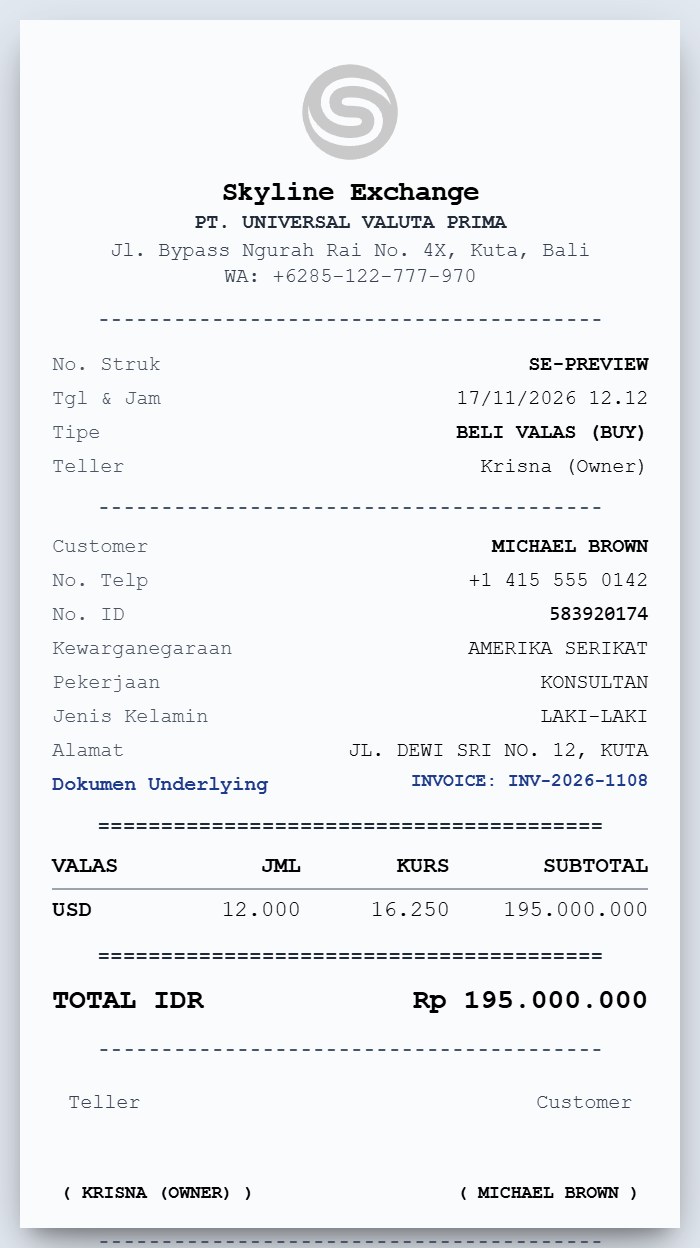 Skyline Exchange
PT. UNIVERSAL VALUTA PRIMA
Jl. Bypass Ngurah Rai No. 4X, Kuta, Bali
WA: +6285-122-777-970
------------------------------------------
No. Struk SE-PREVIEW
Tgl & Jam 17/11/2026 12.12
Tipe BELI VALAS (BUY)
Teller Krisna (Owner)
------------------------------------------
Customer MICHAEL BROWN
No. Telp +1 415 555 0142
No. ID 583920174
Kewarganegaraan AMERIKA SERIKAT
Pekerjaan KONSULTAN
Jenis Kelamin LAKI-LAKI
Alamat JL. DEWI SRI NO. 12, KUTA
Dokumen Underlying INVOICE: INV-2026-1108
==========================================
VALAS JML KURS SUBTOTAL
USD 12.000 16.250 195.000.000
==========================================
TOTAL IDR Rp 195.000.000
------------------------------------------
Teller Customer
( KRISNA (OWNER) ) ( MICHAEL BROWN )
------------------------------------------